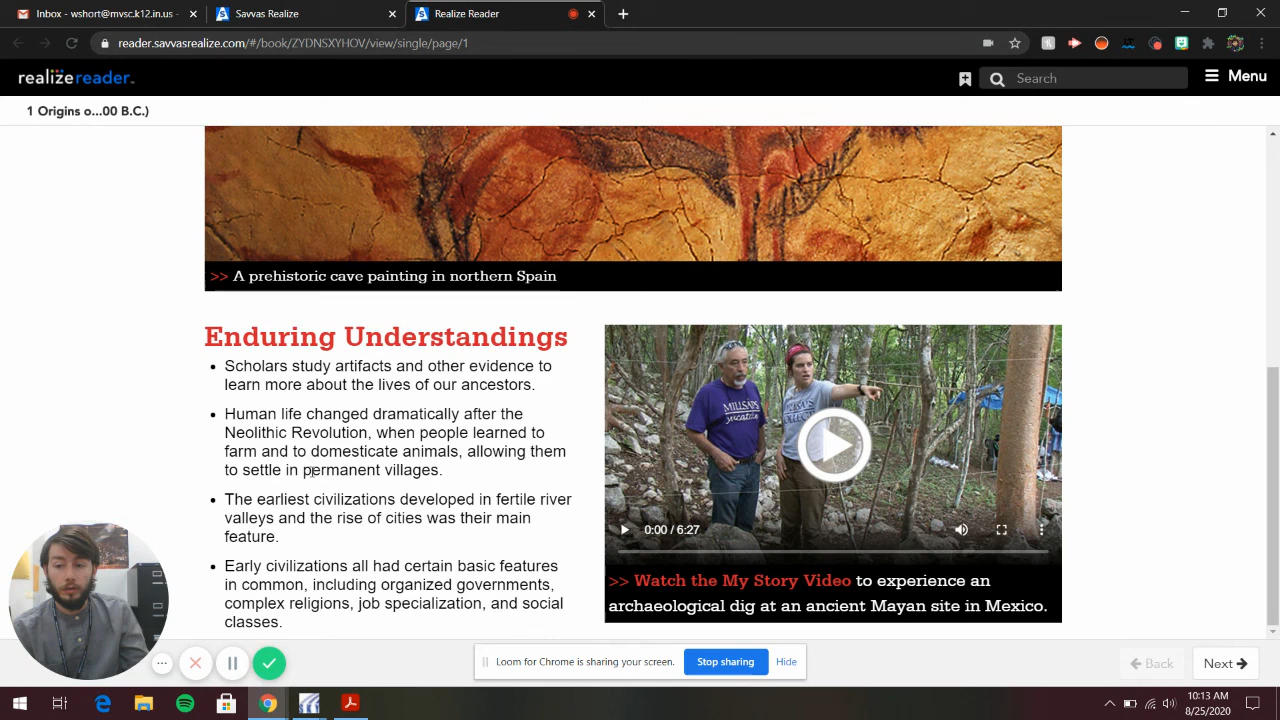 Inbox - wshort@mvsc.k12.in.us -
Savvas Realize
Realize Reader
reader.savvasrealize.com/#/book/ZYDNSXYHOV/view/single/page/1
realizereader.
Search
Menu
1 Origins o...00 B.C.)
>> A prehistoric cave painting in northern Spain
Enduring Understandings
• Scholars study artifacts and other evidence to
learn more about the lives of our ancestors.
• Human life changed dramatically after the
Neolithic Revolution, when people learned to
farm and to domesticate animals, allowing them
to settle in permanent villages.
• The earliest civilizations developed in fertile river
valleys and the rise of cities was their main
feature.
• Early civilizations all had certain basic features
in common, including organized governments,
complex religions, job specialization, and social
classes.
MILLSAPS
0:00 / 6:27
>> Watch the My Story Video to experience an
archaeological dig at an ancient Mayan site in Mexico.
Loom for Chrome is sharing your screen.
Stop sharing
Hide
Back
Next
10:13 AM
8/25/2020